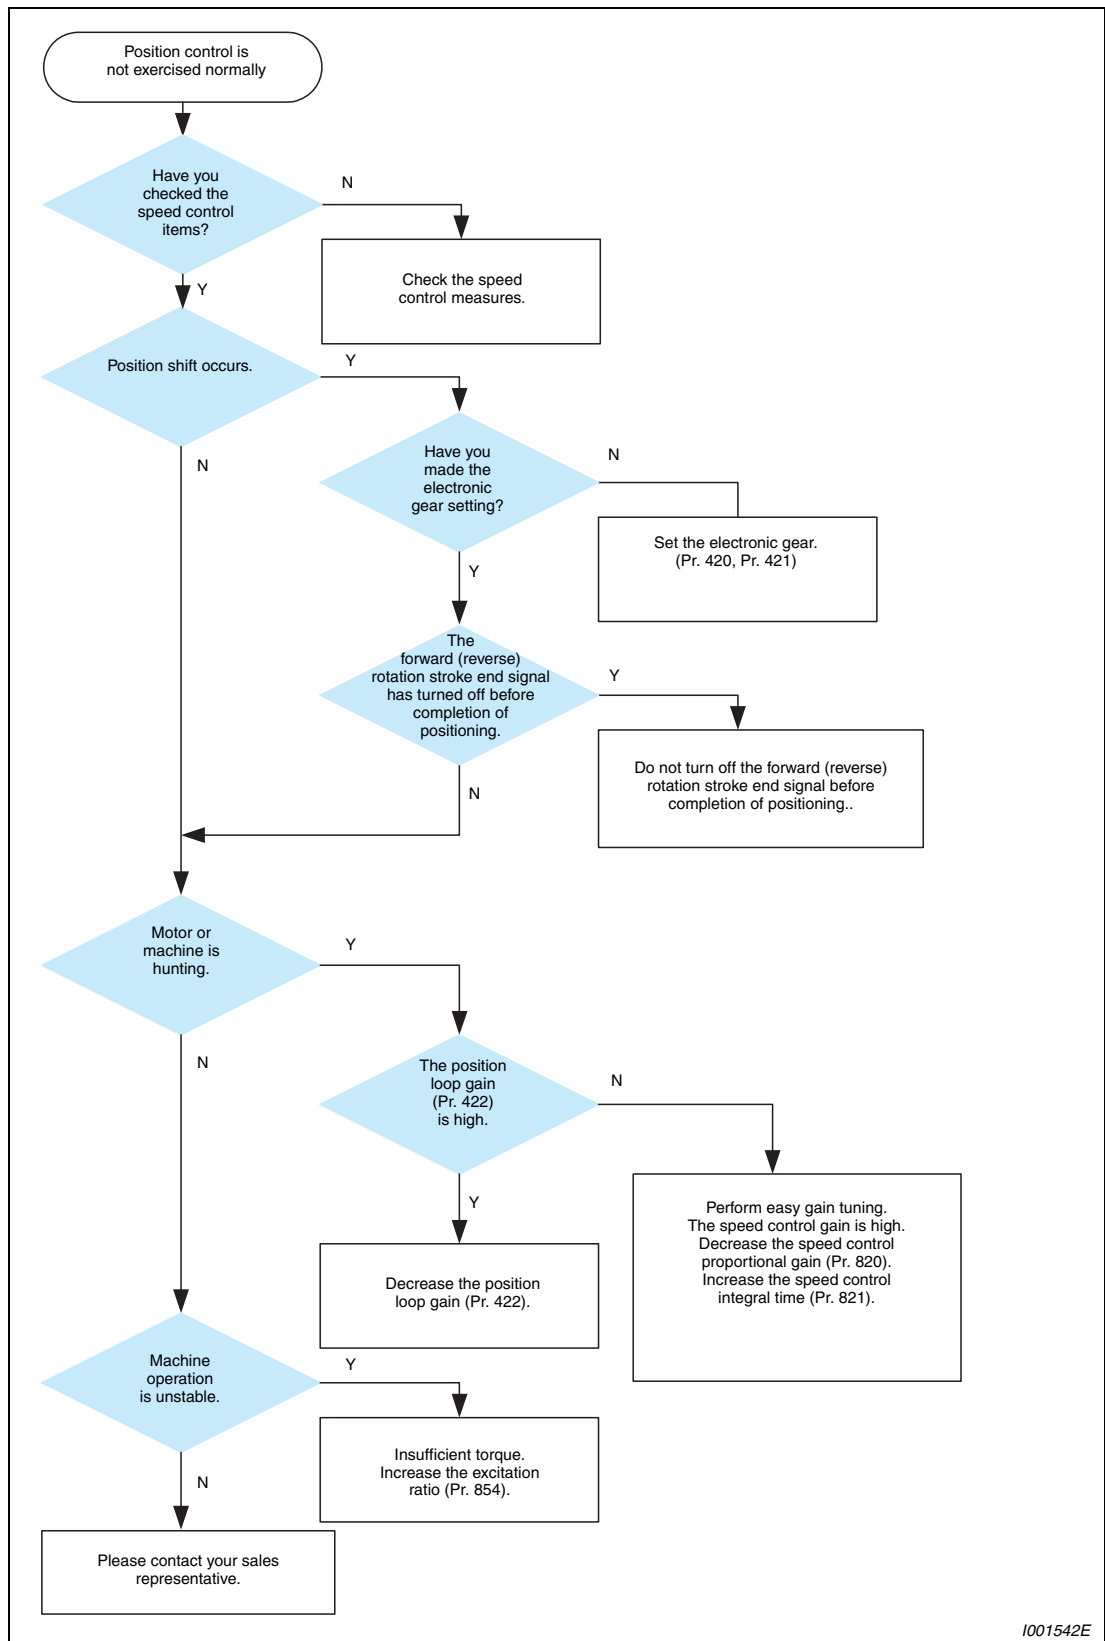 Position control is
not exercised normally
Have you
checked the
speed control
items?
N
Check the speed
control measures.
Y
Position shift occurs.
Y
N
Have you
made the
electronic
gear setting?
N
Set the electronic gear.
(Pr. 420, Pr. 421)
Y
The
forward (reverse)
rotation stroke end signal
has turned off before
completion of
positioning.
Y
Do not turn off the forward (reverse)
rotation stroke end signal before
completion of positioning..
N
Motor or
machine is
hunting.
Y
N
The position
loop gain
(Pr. 422)
is high.
N
Y
Perform easy gain tuning.
The speed control gain is high.
Decrease the speed control
proportional gain (Pr. 820).
Increase the speed control
integral time (Pr. 821).
Decrease the position
loop gain (Pr. 422).
Machine
operation
is unstable.
Y
Insufficient torque.
Increase the excitation
ratio (Pr. 854).
N
Please contact your sales
representative.
I001542E